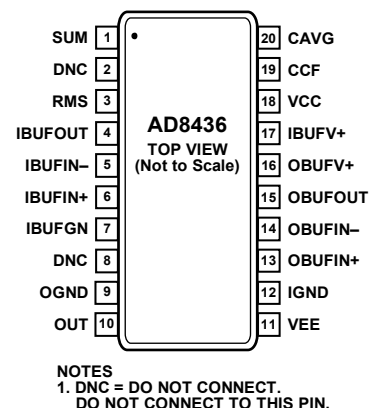 SUM 1
DNC 2
RMS 3
IBUFOUT 4
IBUFIN– 5
IBUFIN+ 6
IBUFGN 7
DNC 8
OGND 9
OUT 10
AD8436
TOP VIEW
(Not to Scale)
20 CAVG
19 CCF
18 VCC
17 IBUFV+
16 OBUFV+
15 OBUFOUT
14 OBUFIN–
13 OBUFIN+
12 IGND
11 VEE
NOTES
1. DNC = DO NOT CONNECT.
DO NOT CONNECT TO THIS PIN.